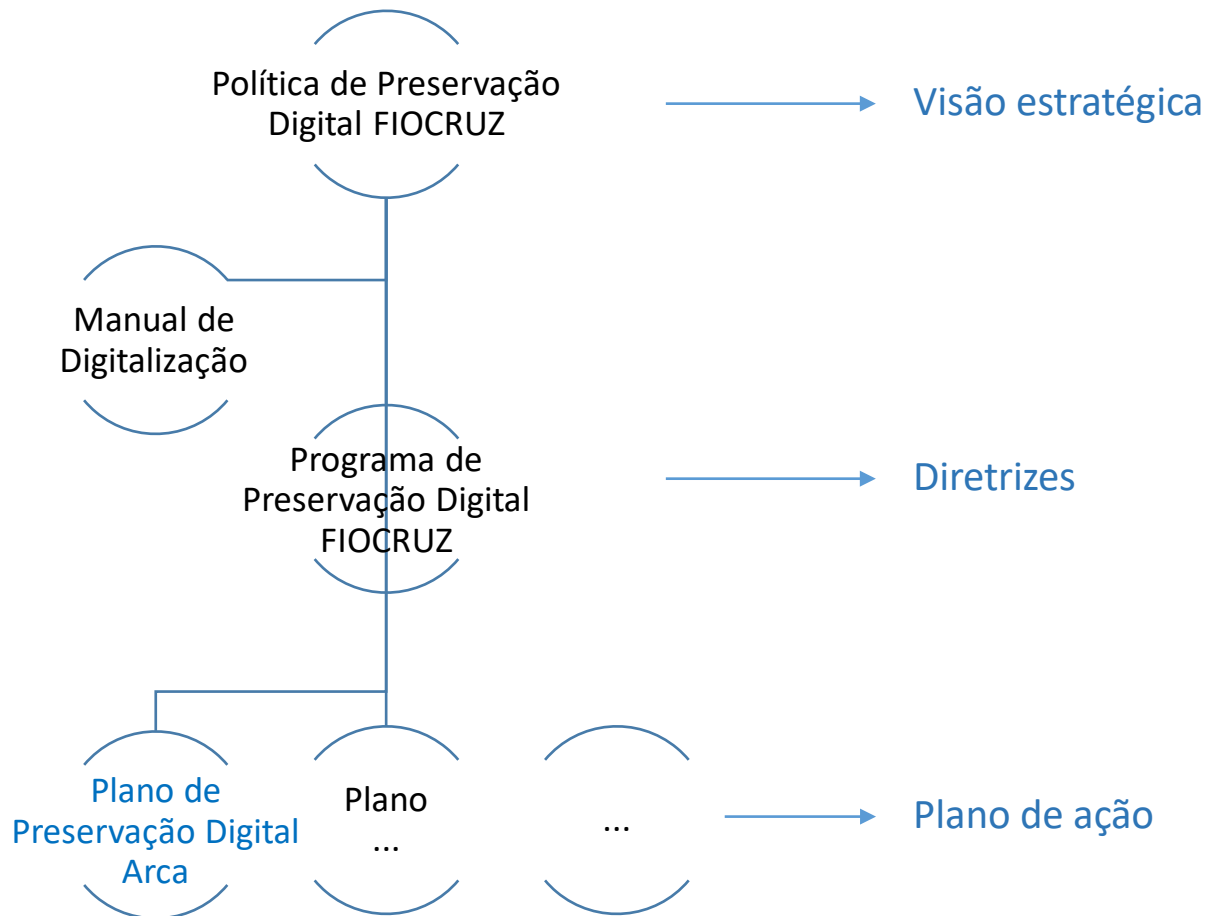 Política de Preservação
Digital FIOCRUZ
Visão estratégica
Manual de
Digitalização
Programa de
Preservação Digital
FIOCRUZ
Diretrizes
Plano de
Preservação Digital
Arca
Plano
...
...
Plano de ação